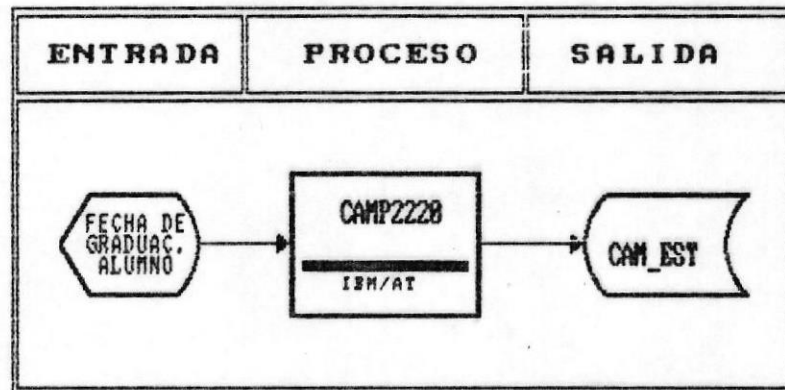 ENTRADA PROCESO SALIDA
FECHA DE
GRADUAC.
ALUMNO
CAMP2220
IBM/AT
CAM_EST